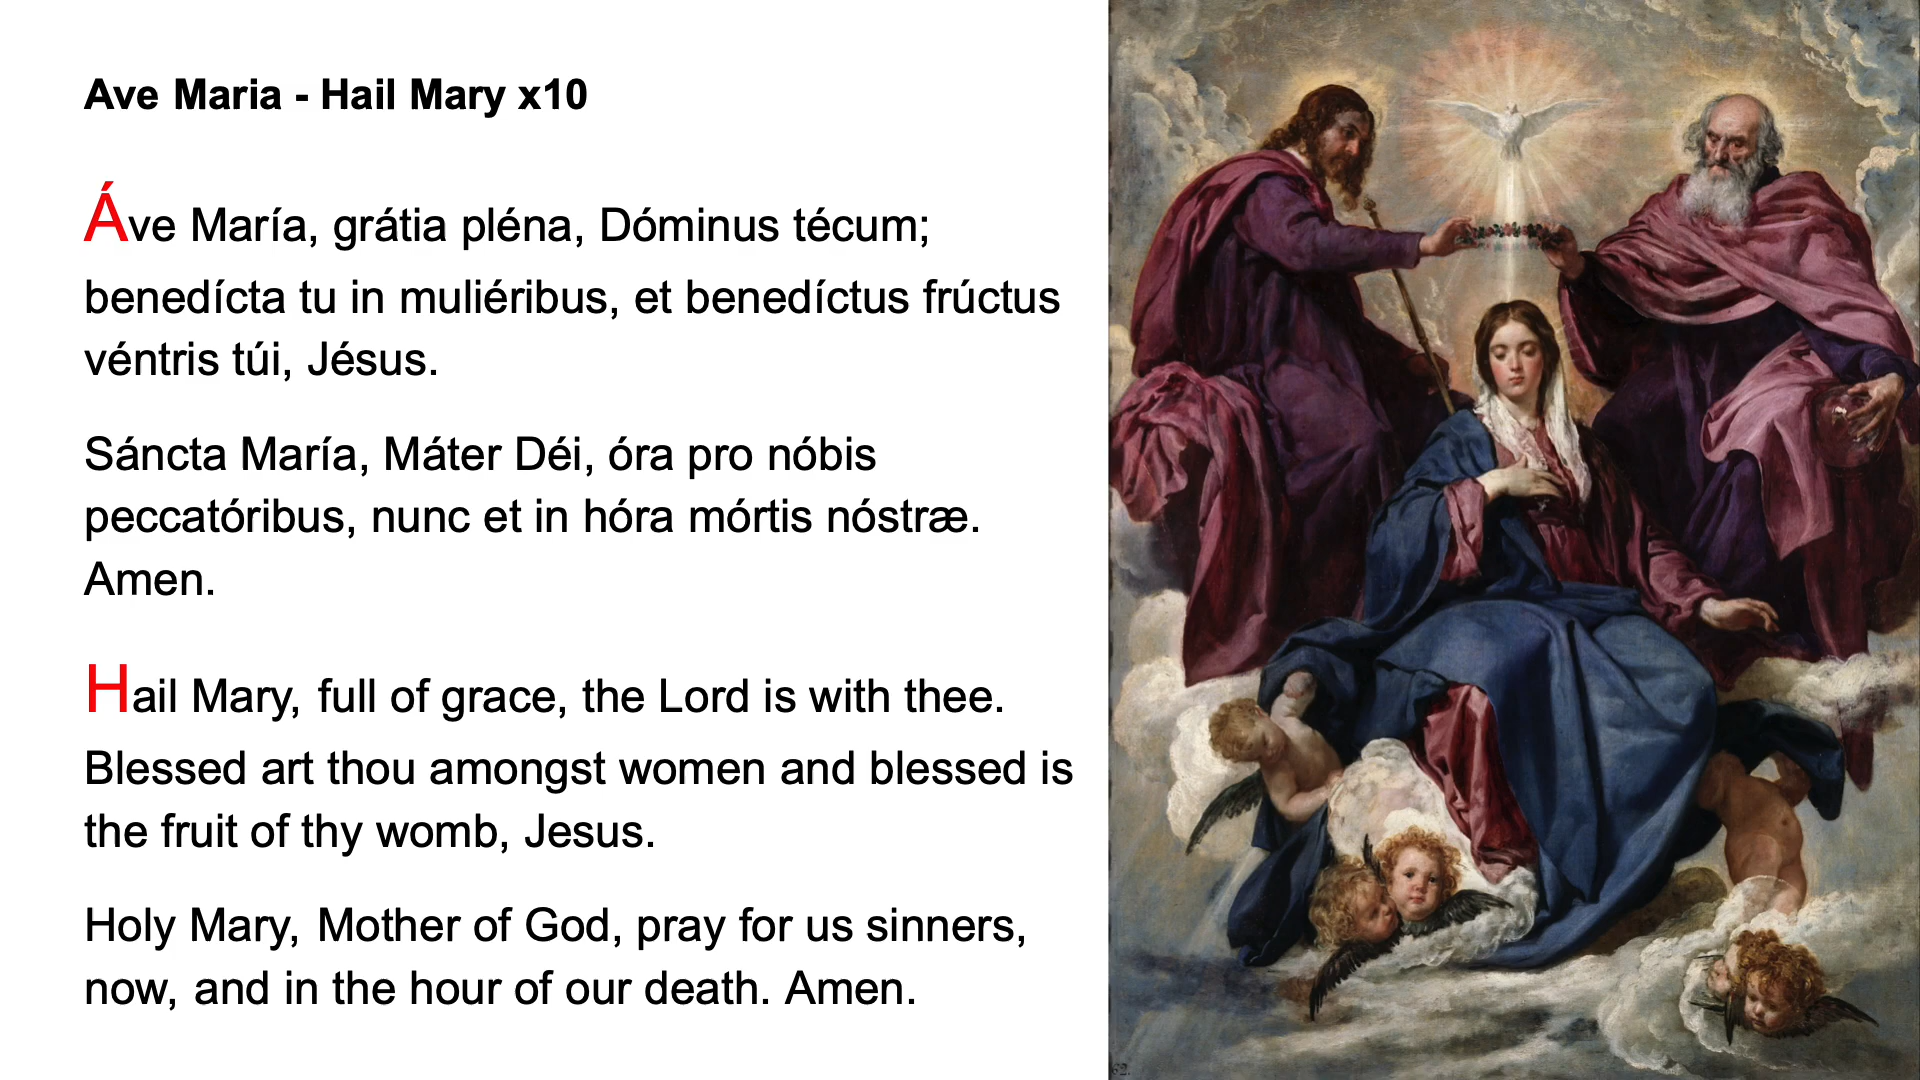 Ave Maria - Hail Mary x10
Áve María, grátia pléna, Dóminus técum;
benedícta tu in muliéribus, et benedíctus frúctus
véntris túi, Jésus.
Sáncta María, Máter Déi, óra pro nóbis
peccatóribus, nunc et in hóra mórtis nóstræ.
Amen.
Hail Mary, full of grace, the Lord is with thee.
Blessed art thou amongst women and blessed is
the fruit of thy womb, Jesus.
Holy Mary, Mother of God, pray for us sinners,
now, and in the hour of our death. Amen.
62.